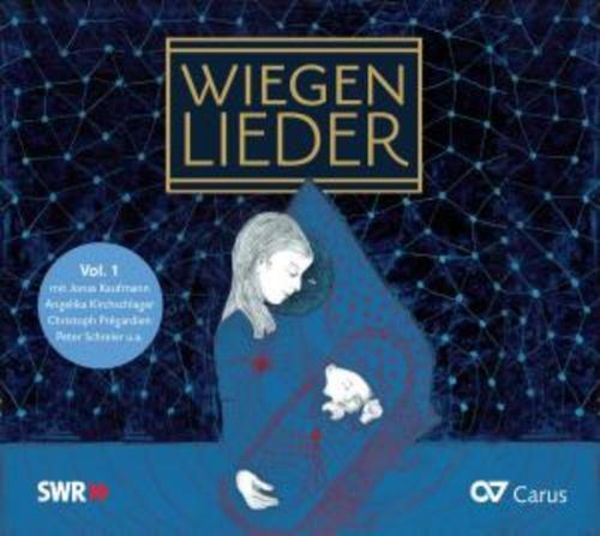 WIEGEN
LIEDER
Vol. 1
mit Jonas Kaufmann
Angelika Kirchschlager
Christoph Prégardien
Peter Schreier u.a.
SWR
Carus